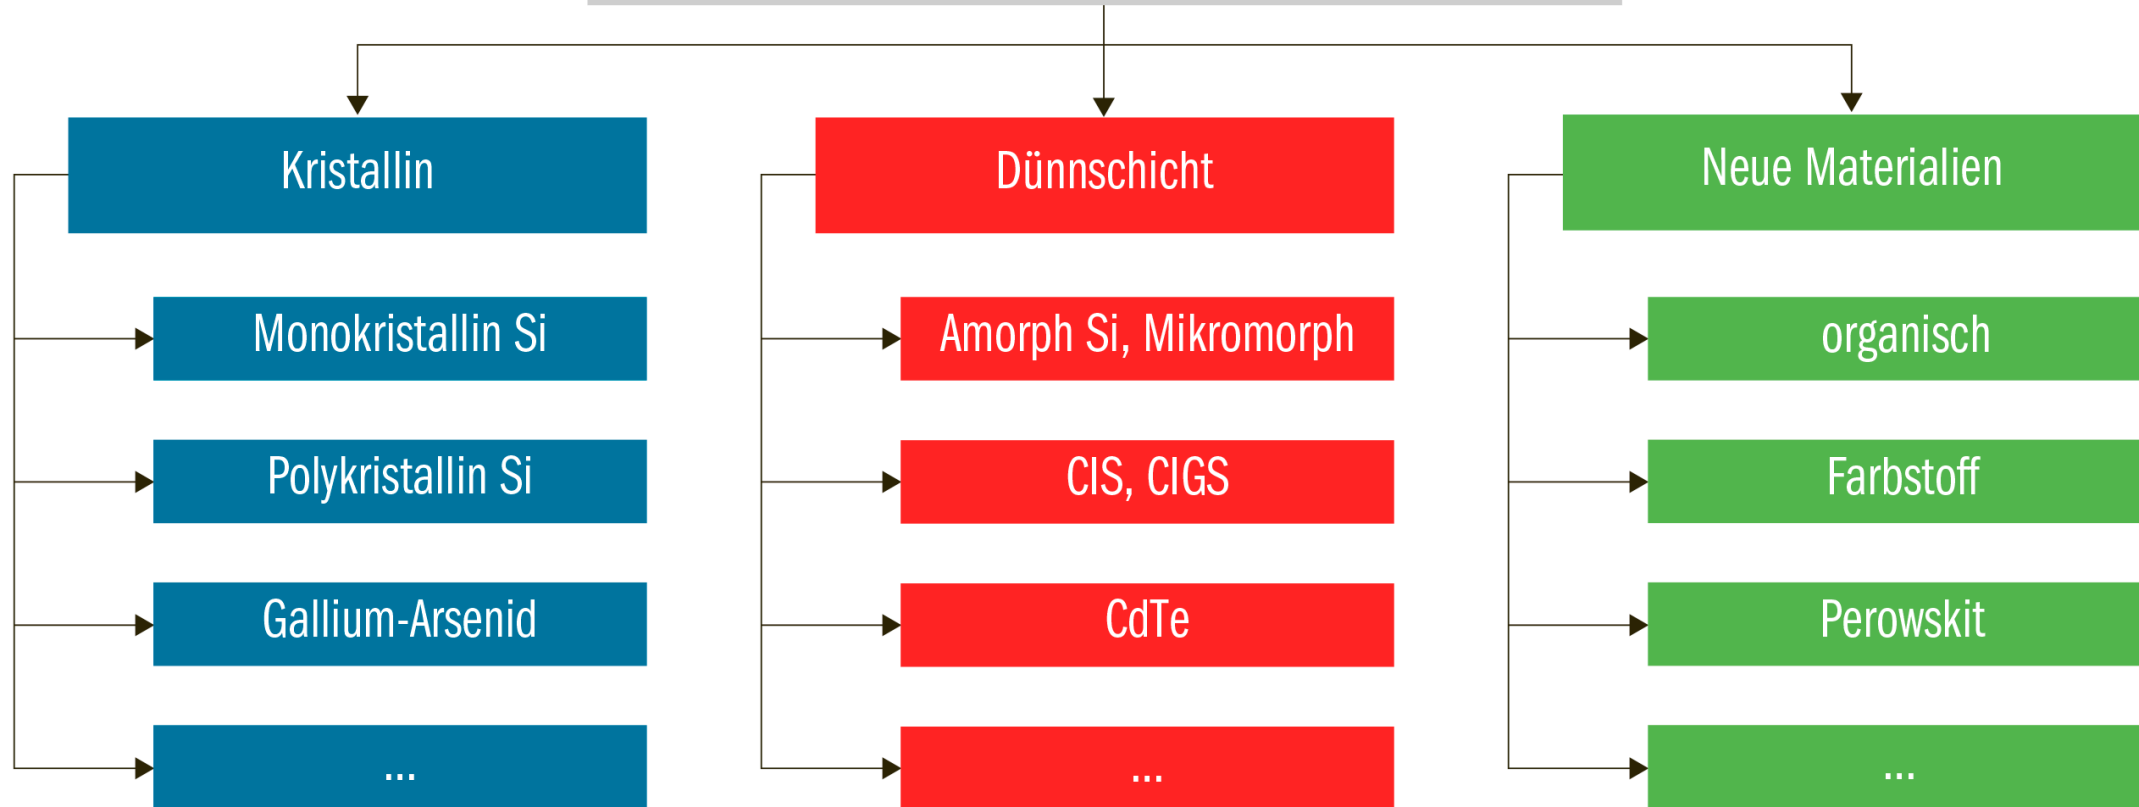 Kristallin
Monokristallin Si
Polykristallin Si
Gallium-Arsenid
...
Dünnschicht
Amorph Si, Mikromorph
CIS, CIGS
CdTe
...
Neue Materialien
organisch
Farbstoff
Perowskit
...